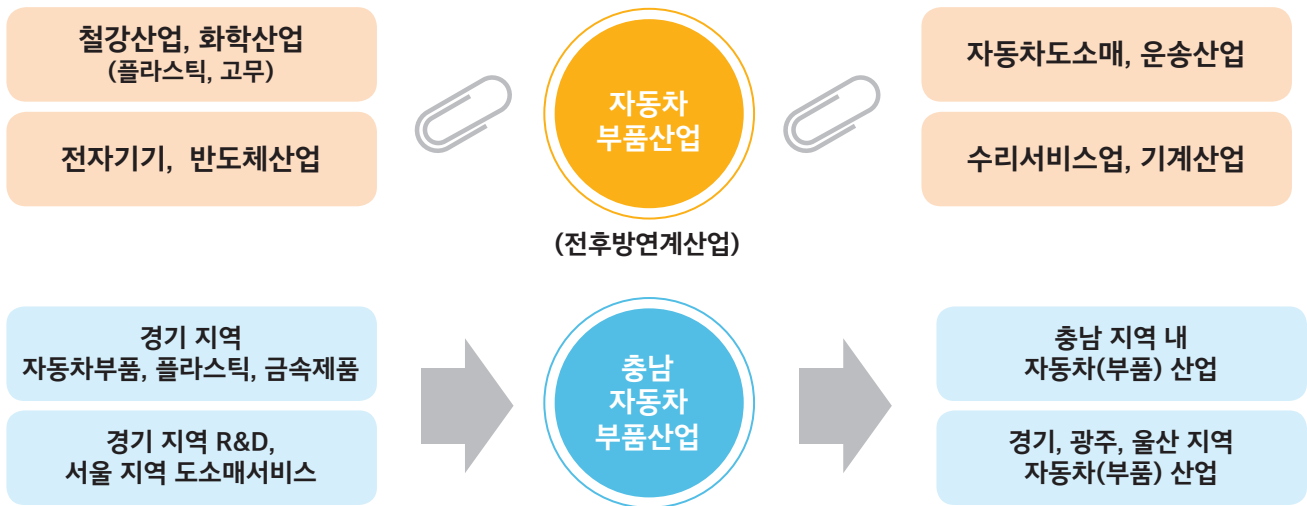 철강산업, 화학산업
(플라스틱, 고무)
전자기기, 반도체산업
자동차
부품산업
(전후방연계산업)
자동차도소매, 운송산업
수리서비스업, 기계산업
경기 지역
자동차부품, 플라스틱, 금속제품
경기 지역 R&D,
서울 지역 도소매서비스
충남
자동차
부품산업
충남 지역 내
자동차(부품) 산업
경기, 광주, 울산 지역
자동차(부품) 산업